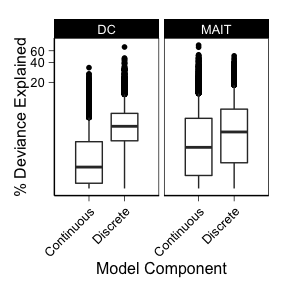 DC MAIT
% Deviance Explained
60
40
20
Continuous Discrete Continuous Discrete
Model Component